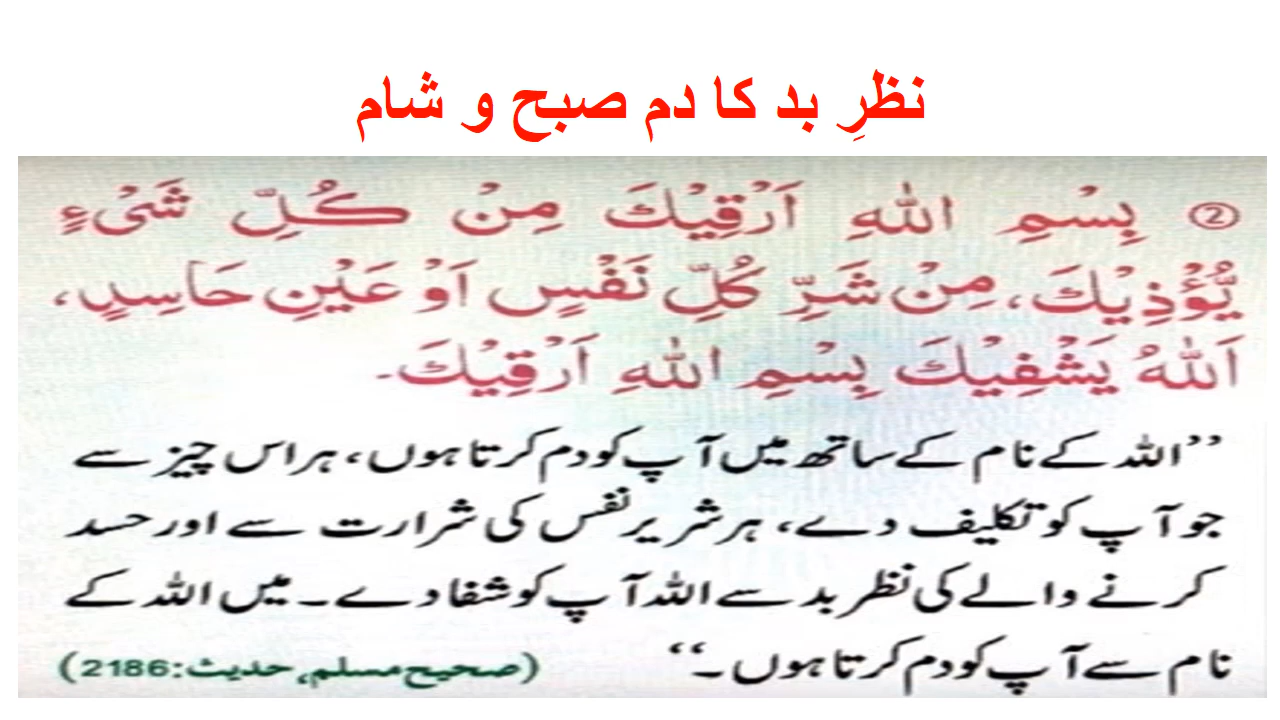 نظرِ بد کا دم صبح و شام
② بِسْمِ اللهِ اَرْقِيْكَ مِنْ كُلِّ شَىْءٍ
يُّؤْذِيْكَ، مِنْ شَرِّ كُلِّ نَفْسٍ اَوْ عَيْنِ حَاسِدٍ،
اَللهُ يَشْفِيْكَ بِسْمِ اللهِ اَرْقِيْكَ۔
’’اللہ کے نام کے ساتھ میں آپ کو دم کرتا ہوں، ہر اس چیز سے
جو آپ کو تکلیف دے، ہر شریر نفس کی شرارت سے اور حسد
کرنے والے کی نظر بد سے اللہ آپ کو شفا دے۔ میں اللہ کے
نام سے آپ کو دم کرتا ہوں۔‘‘ (صحیح مسلم، حدیث:2186)